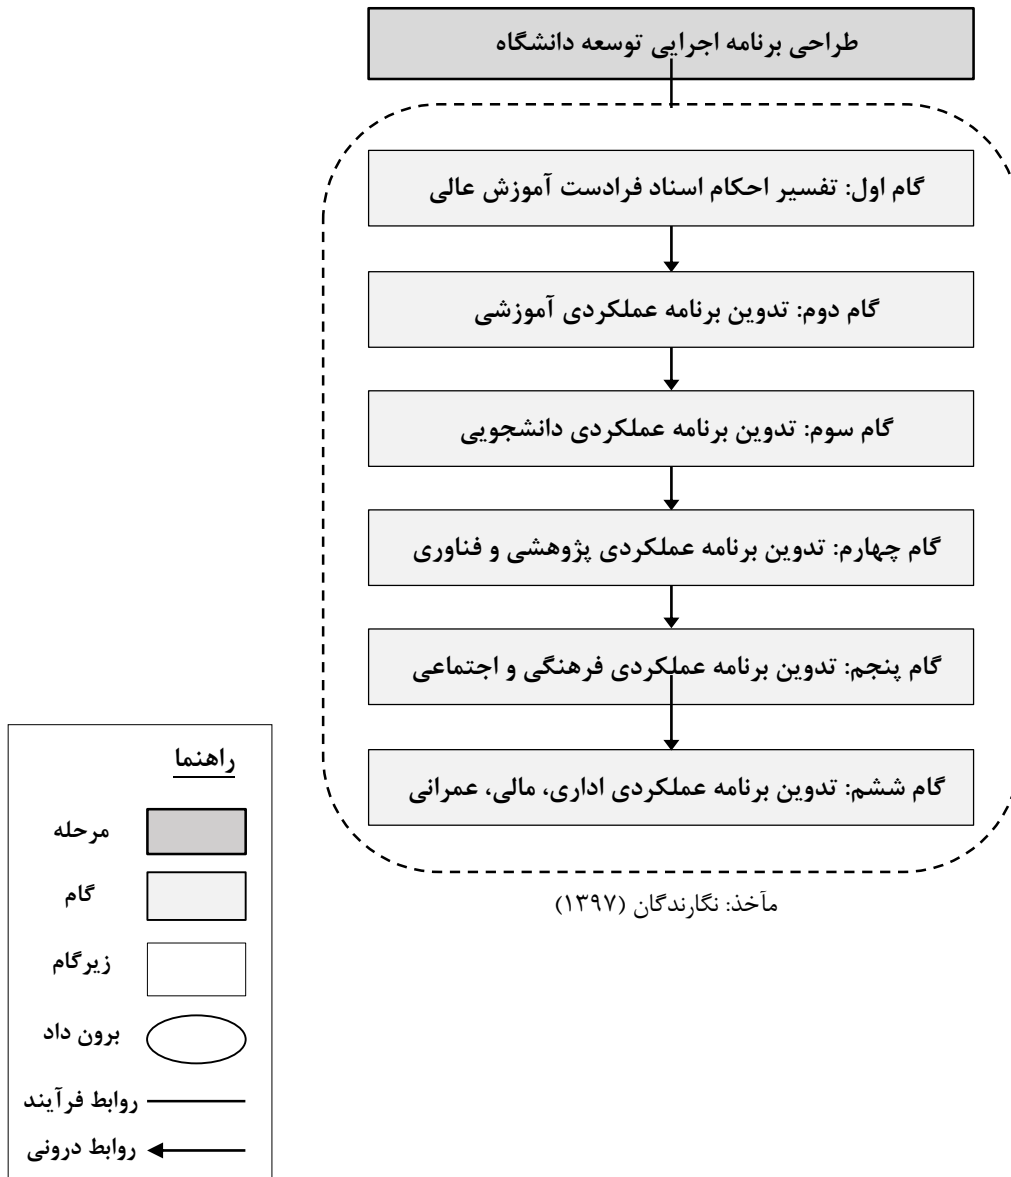 طراحی برنامه اجرایی توسعه دانشگاه
گام اول: تفسیر احکام اسناد فرادست آموزش عالی
گام دوم: تدوین برنامه عملکردی آموزشی
گام سوم: تدوین برنامه عملکردی دانشجویی
گام چهارم: تدوین برنامه عملکردی پژوهشی و فناوری
گام پنجم: تدوین برنامه عملکردی فرهنگی و اجتماعی
گام ششم: تدوین برنامه عملکردی اداری، مالی، عمرانی
مآخذ: نگارندگان (۱۳۹۷)
راهنما
مرحله
گام
زیرگام
برون داد
روابط فرآیند
روابط درونی